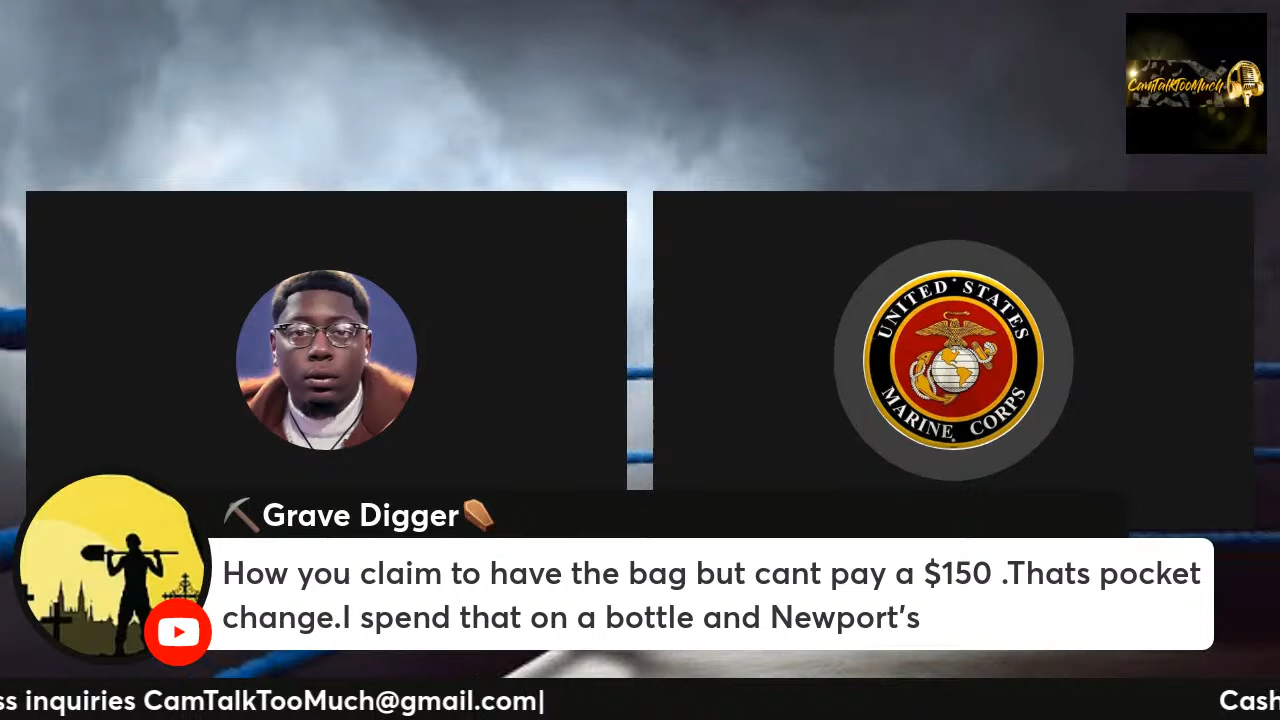 CamTalkTooMuch
UNITED STATES
MARINE CORPS
⛏Grave Digger⚰
How you claim to have the bag but cant pay a $150 .Thats pocket
change.I spend that on a bottle and Newport's
ss inquiries CamTalkTooMuch@gmail.com|
Cash